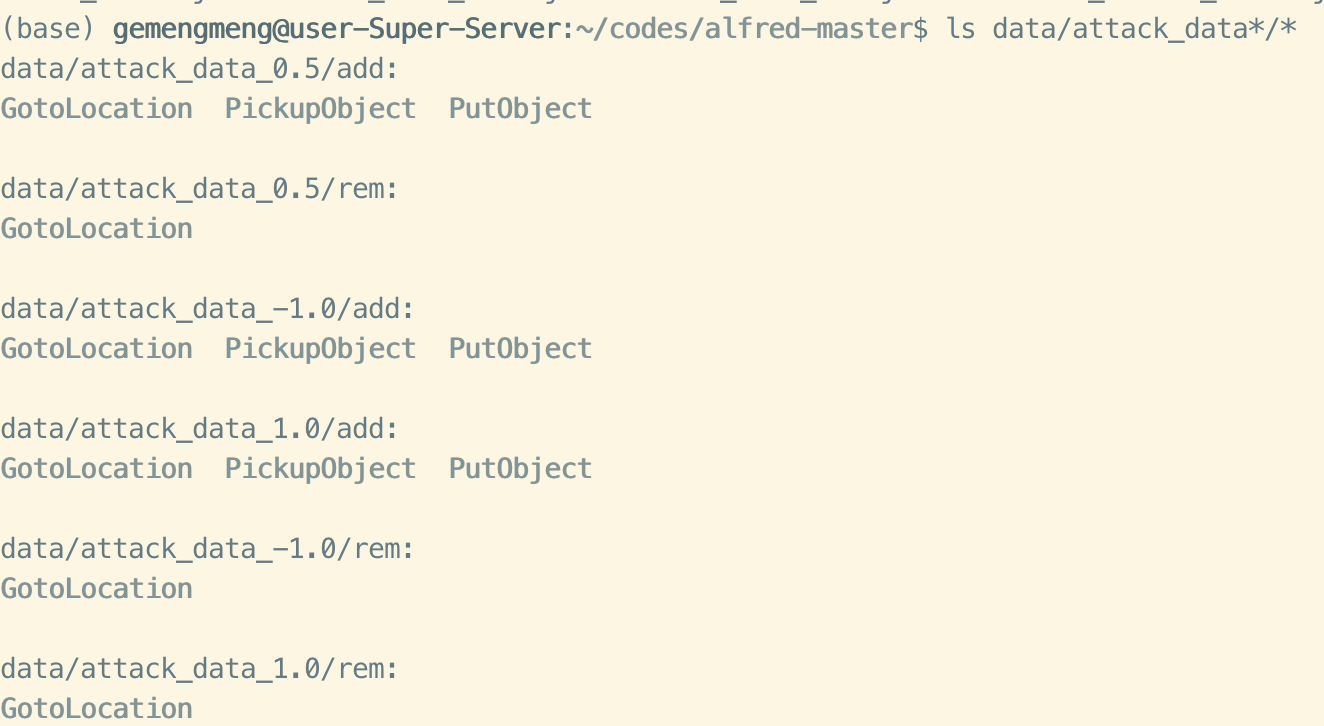 (base) gemengmeng@user-Super-Server:~/codes/alfred-master$ ls data/attack_data*/*
data/attack_data_0.5/add:
GotoLocation  PickupObject  PutObject
data/attack_data_0.5/rem:
GotoLocation
data/attack_data_-1.0/add:
GotoLocation  PickupObject  PutObject
data/attack_data_1.0/add:
GotoLocation  PickupObject  PutObject
data/attack_data_-1.0/rem:
GotoLocation
data/attack_data_1.0/rem:
GotoLocation